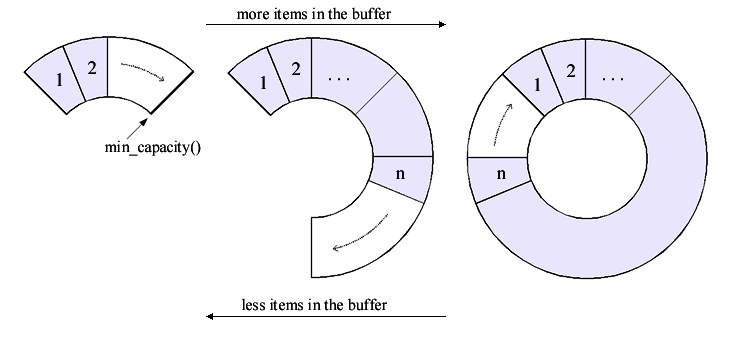 more items in the buffer
1 2
min_capacity()
1 2 ...
n
1 2 ...
n
less items in the buffer